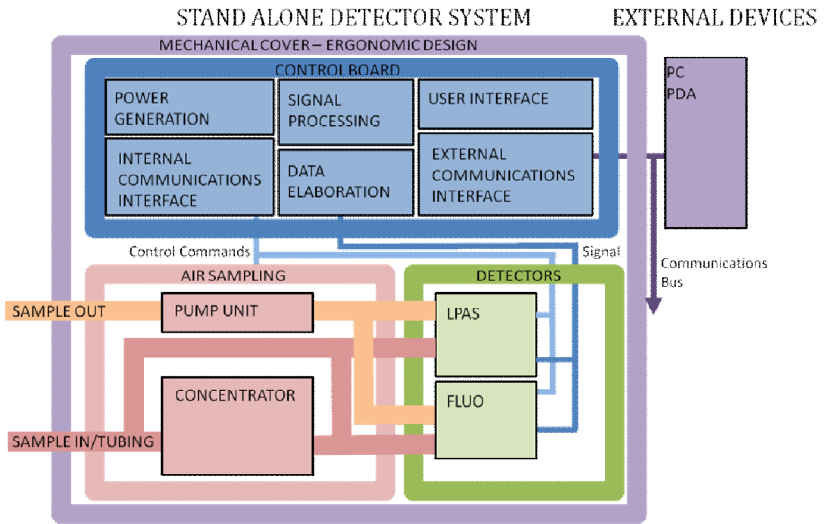 STAND ALONE DETECTOR SYSTEM
EXTERNAL DEVICES
MECHANICAL COVER – ERGONOMIC DESIGN
CONTROL BOARD
POWER
GENERATION
SIGNAL
PROCESSING
USER INTERFACE
INTERNAL
COMMUNICATIONS
INTERFACE
DATA
ELABORATION
EXTERNAL
COMMUNICATIONS
INTERFACE
PC
PDA
Control Commands
Signal
Communications
Bus
AIR SAMPLING
DETECTORS
SAMPLE OUT
PUMP UNIT
LPAS
CONCENTRATOR
FLUO
SAMPLE IN/TUBING